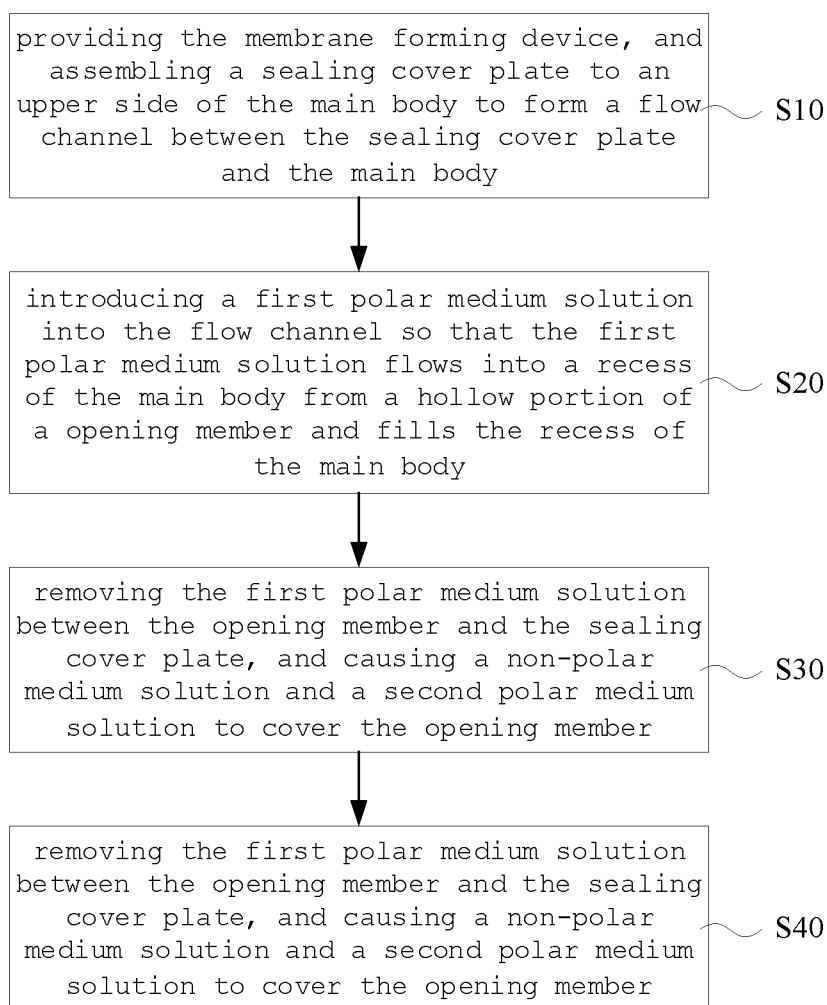 providing the membrane forming device, and
assembling a sealing cover plate to an
upper side of the main body to form a flow
channel between the sealing cover plate
and the main body
S10
introducing a first polar medium solution
into the flow channel so that the first
polar medium solution flows into a recess
of the main body from a hollow portion of
a opening member and fills the recess of
the main body
S20
removing the first polar medium solution
between the opening member and the sealing
cover plate, and causing a non-polar
medium solution and a second polar medium
solution to cover the opening member
S30
removing the first polar medium solution
between the opening member and the sealing
cover plate, and causing a non-polar
medium solution and a second polar medium
solution to cover the opening member
S40